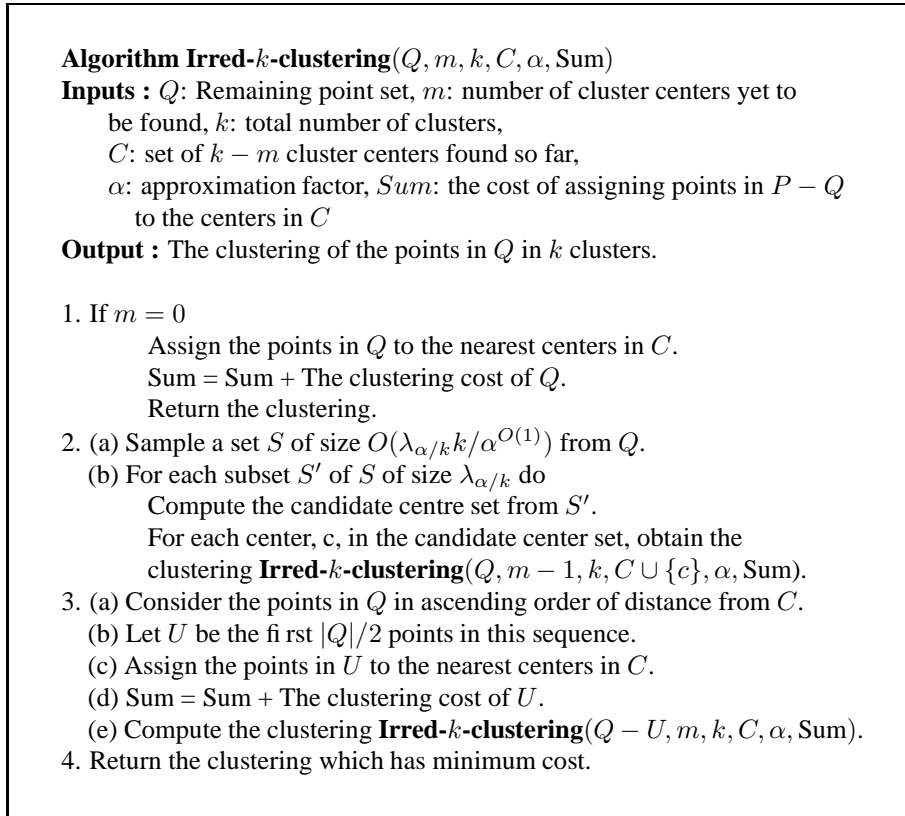 Algorithm Irred-k-clustering(Q, m, k, C, α, Sum)
Inputs : Q: Remaining point set, m: number of cluster centers yet to
be found, k: total number of clusters,
C: set of k − m cluster centers found so far,
α: approximation factor, Sum: the cost of assigning points in P − Q
to the centers in C
Output : The clustering of the points in Q in k clusters.
1. If m = 0
Assign the points in Q to the nearest centers in C.
Sum = Sum + The clustering cost of Q.
Return the clustering.
2. (a) Sample a set S of size O(λ_{α/k}k/α^{O(1)}) from Q.
(b) For each subset S′ of S of size λ_{α/k} do
Compute the candidate centre set from S′.
For each center, c, in the candidate center set, obtain the
clustering Irred-k-clustering(Q, m − 1, k, C ∪ {c}, α, Sum).
3. (a) Consider the points in Q in ascending order of distance from C.
(b) Let U be the fi rst |Q|/2 points in this sequence.
(c) Assign the points in U to the nearest centers in C.
(d) Sum = Sum + The clustering cost of U.
(e) Compute the clustering Irred-k-clustering(Q − U, m, k, C, α, Sum).
4. Return the clustering which has minimum cost.